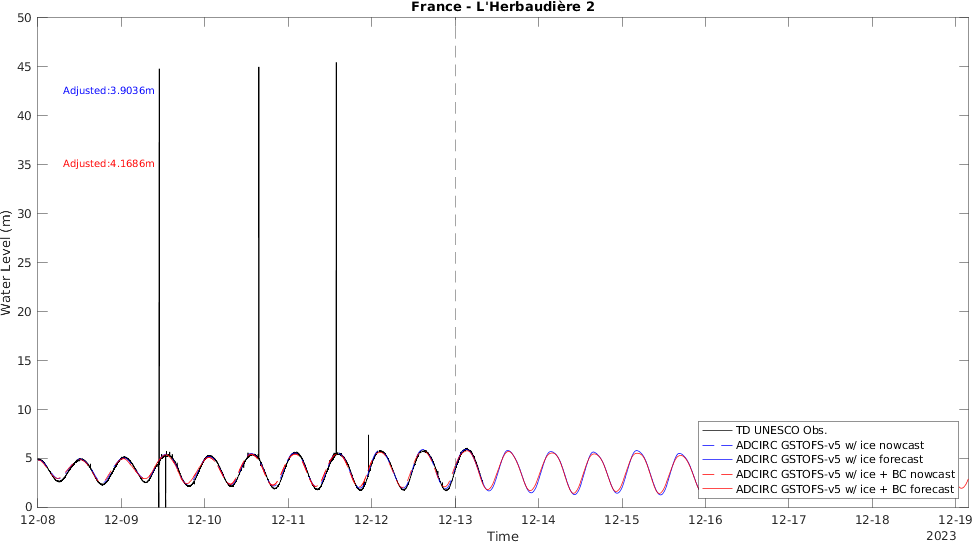 France - L'Herbaudière 2
50
45
40
35
30
25
20
15
10
5
0
Water Level (m)
Adjusted:3.9036m
Adjusted:4.1686m
TD UNESCO Obs.
ADCIRC GSTOFS-v5 w/ ice nowcast
ADCIRC GSTOFS-v5 w/ ice forecast
ADCIRC GSTOFS-v5 w/ ice + BC nowcast
ADCIRC GSTOFS-v5 w/ ice + BC forecast
12-08 12-09 12-10 12-11 12-12 12-13 12-14 12-15 12-16 12-17 12-18 12-19
Time
2023